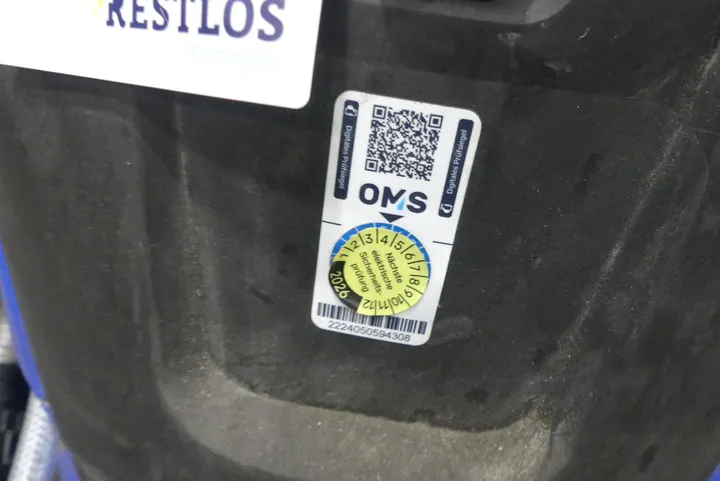 RESTLOS
Digitales Prüfsiegel
Digitales Prüfsiegel
OMS
1 2 3 4 5 6 7 8 9 10 11 12
2026
Nächste
elektrische
Sicherheits-
prüfung
2224050594308